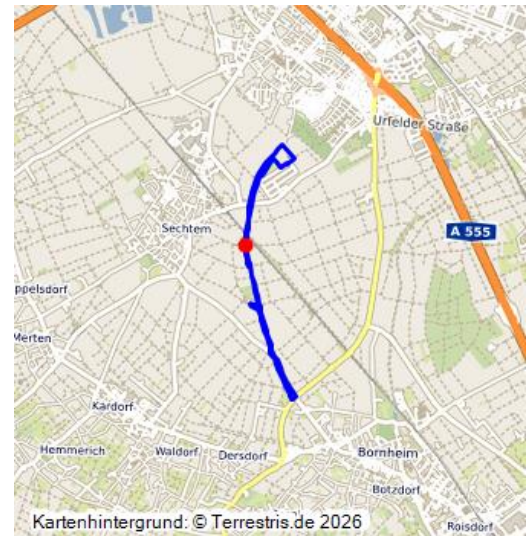 Urfelder Straße
Sechtem
A 555
ppelsdorf
Merten
Kardorf
Hemmerich
Waldorf
Dersdorf
Bornheim
Botzdorf
Roisdorf
Kartenhintergrund: © Terrestris.de 2026